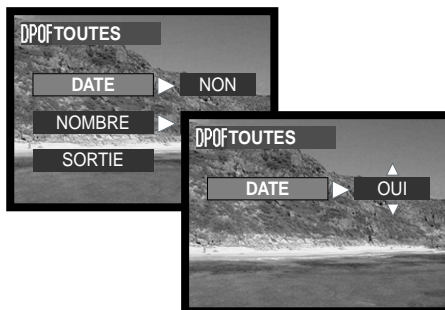 DPOF TOUTES
DATE NON
NOMBRE
SORTIE
DPOF TOUTES
DATE OUI